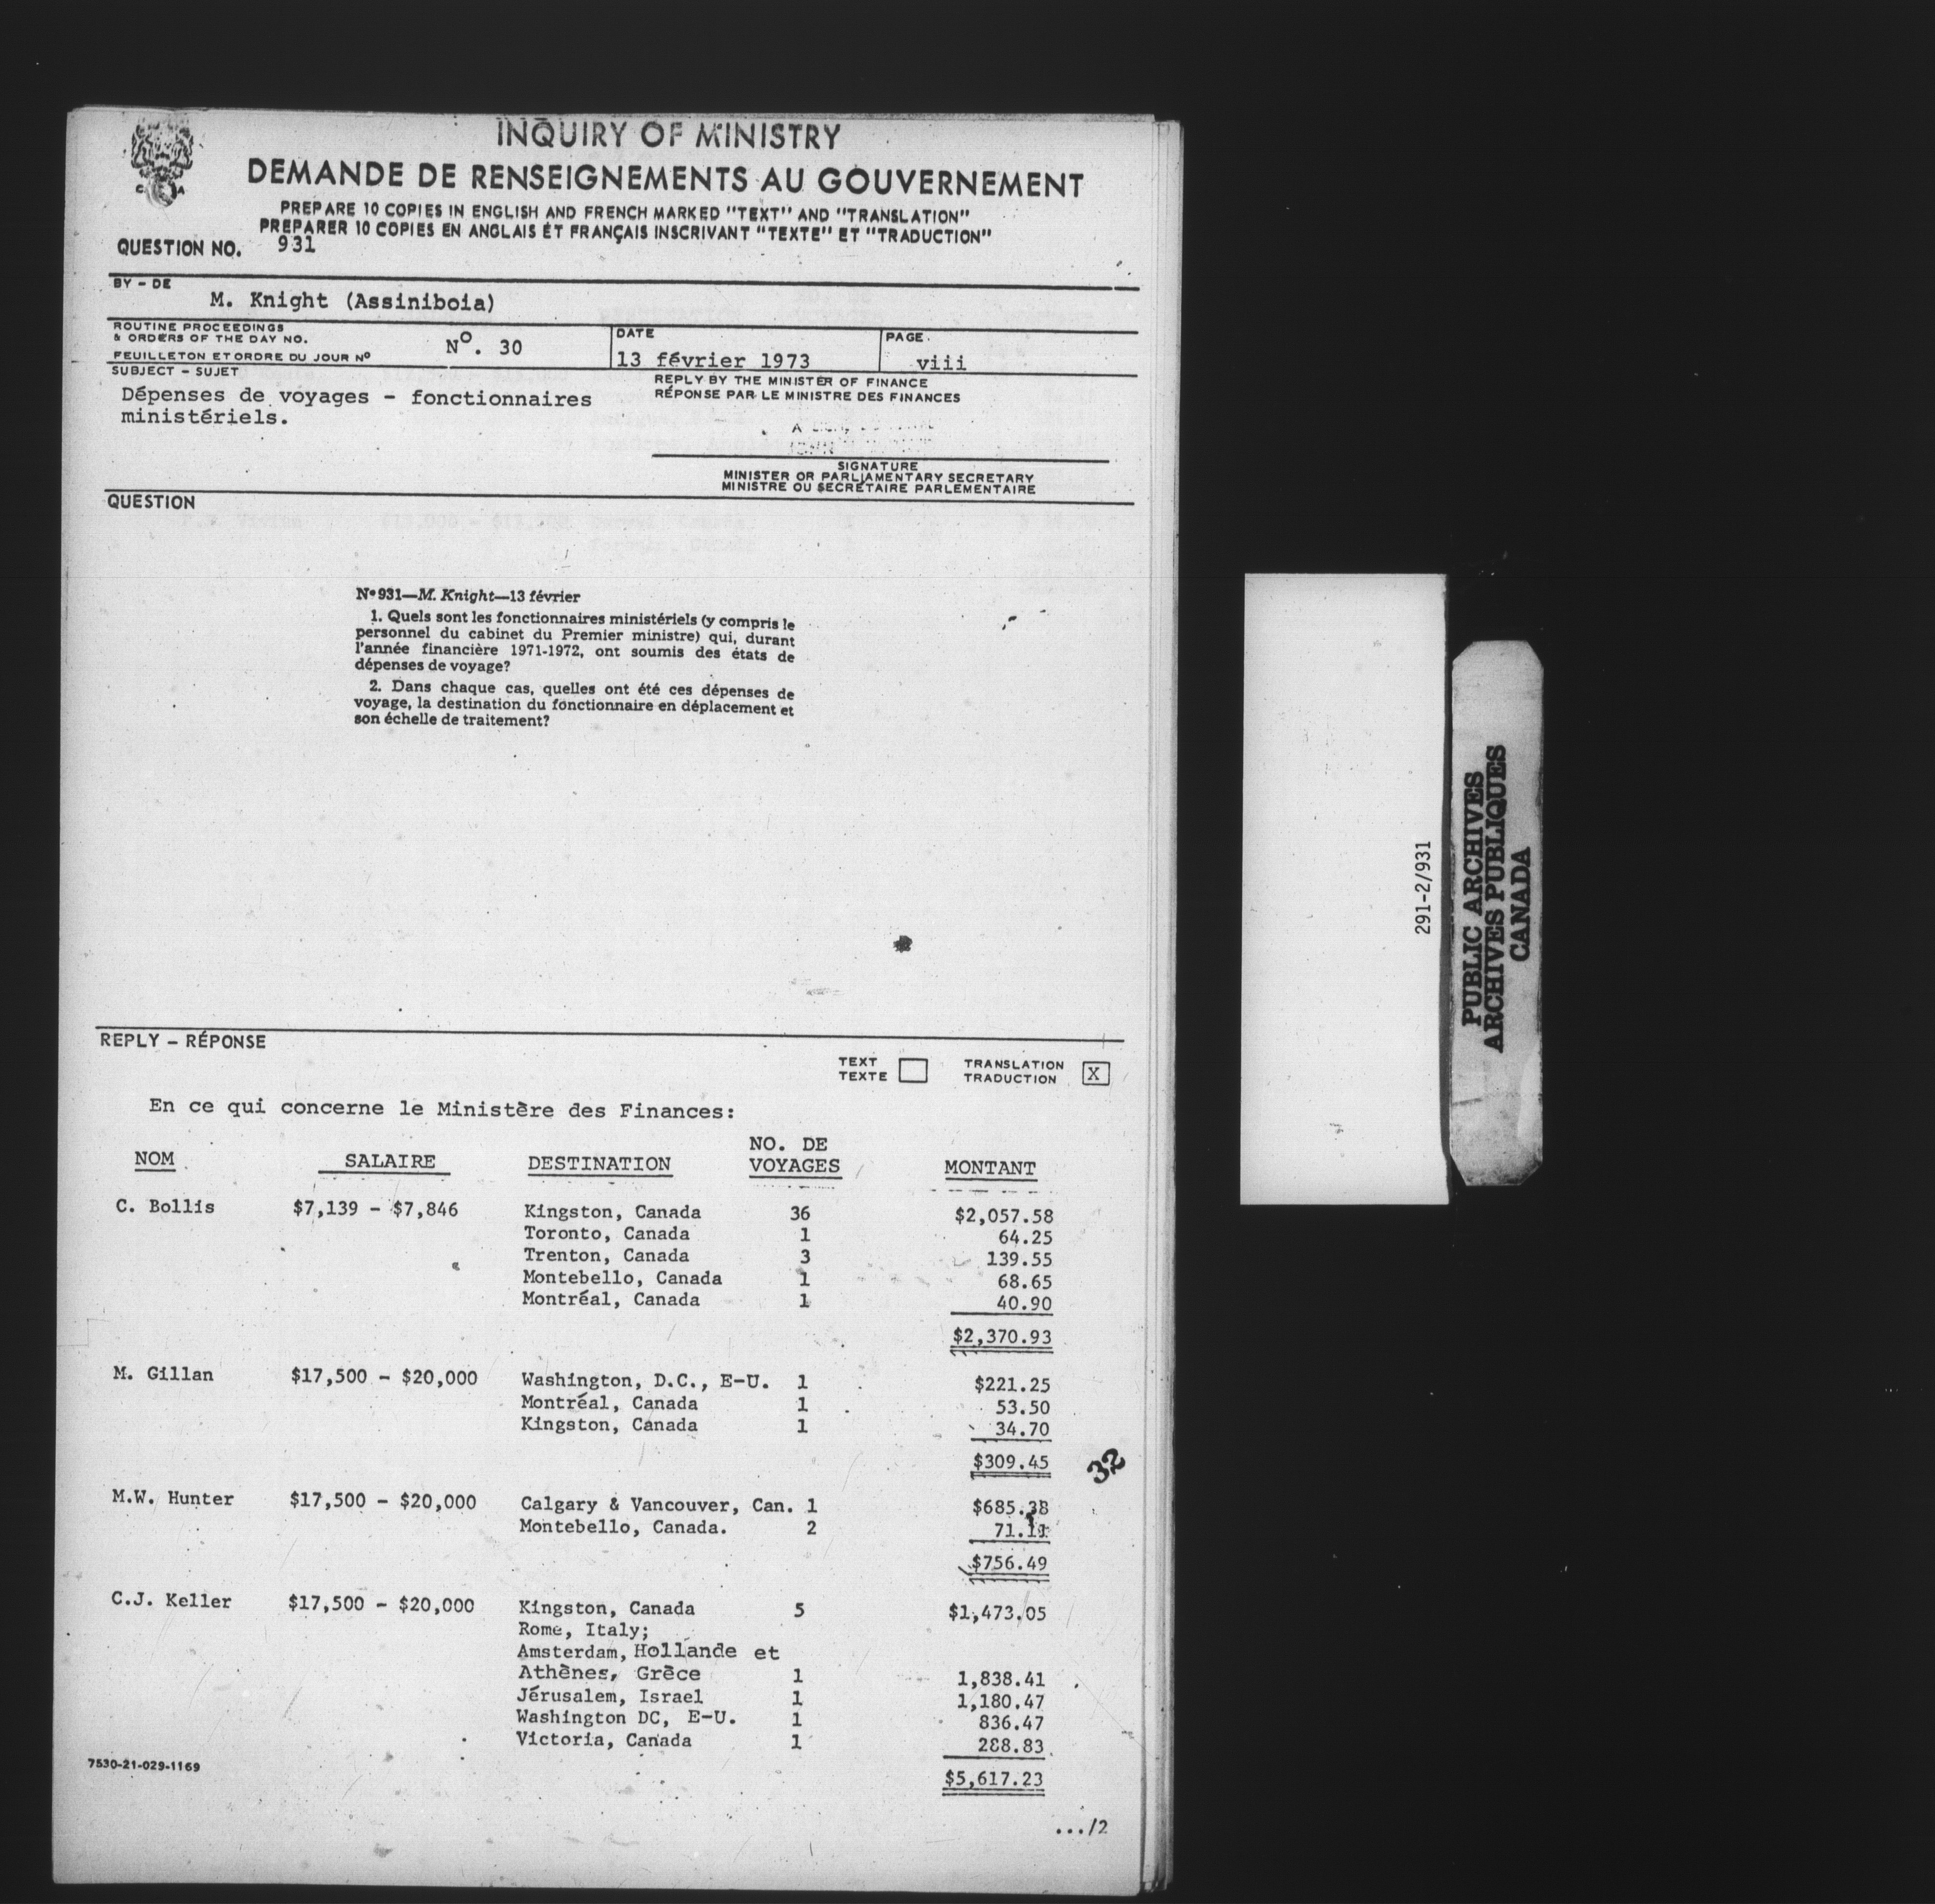 INQUIRY OF MINISTRY
DEMANDE DE RENSEIGNEMENTS AU GOUVERNEMENT
PREPARE 10 COPIES IN ENGLISH AND FRENCH MARKED "TEXT" AND "TRANSLATION"
PREPARER 10 COPIES EN ANGLAIS ET FRANÇAIS INSCRIVANT "TEXTE" ET "TRADUCTION"
QUESTION NO. 931
BY - DE
M. Knight (Assiniboia)
ROUTINE PROCEEDINGS
& ORDERS OF THE DAY NO.
FEUILLETON ET ORDRE DU JOUR Nº
Nº. 30
DATE
13 février 1973
PAGE
viii
SUBJECT - SUJET
Dépenses de voyages - fonctionnaires
ministériels.
REPLY BY THE MINISTER OF FINANCE
RÉPONSE PAR LE MINISTRE DES FINANCES
SIGNATURE
MINISTER OR PARLIAMENTARY SECRETARY
MINISTRE OU SECRÉTAIRE PARLEMENTAIRE
QUESTION
Nº 931—M. Knight—13 février
1. Quels sont les fonctionnaires ministériels (y compris le
personnel du cabinet du Premier ministre) qui, durant
l'année financière 1971-1972, ont soumis des états de
dépenses de voyage?
2. Dans chaque cas, quelles ont été ces dépenses de
voyage, la destination du fonctionnaire en déplacement et
son échelle de traitement?
REPLY - RÉPONSE
TEXT
TEXTE
TRANSLATION
TRADUCTION X
En ce qui concerne le Ministère des Finances:
NOM SALAIRE DESTINATION NO. DE VOYAGES MONTANT
C. Bollis $7,139 - $7,846 Kingston, Canada 36 $2,057.58
Toronto, Canada 1 64.25
Trenton, Canada 3 139.55
Montebello, Canada 1 68.65
Montréal, Canada 1 40.90
$2,370.93
M. Gillan $17,500 - $20,000 Washington, D.C., E-U. 1 $221.25
Montréal, Canada 1 53.50
Kingston, Canada 1 34.70
$309.45
32
M.W. Hunter $17,500 - $20,000 Calgary & Vancouver, Can. 1 $685.38
Montebello, Canada. 2 71.11
$756.49
C.J. Keller $17,500 - $20,000 Kingston, Canada 5 $1,473.05
Rome, Italy;
Amsterdam, Hollande et
Athènes, Grèce 1 1,838.41
Jérusalem, Israel 1 1,180.47
Washington DC, E-U. 1 836.47
Victoria, Canada 1 288.83
$5,617.23
7530-21-029-1169
.../2
291-2/931
PUBLIC ARCHIVES
ARCHIVES PUBLIQUES
CANADA